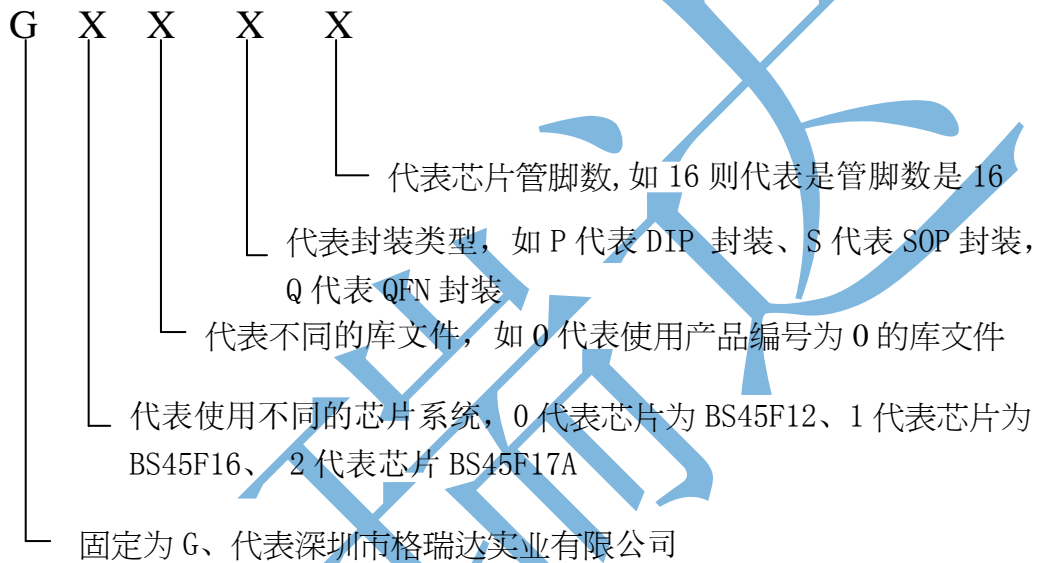 G X X X X
代表芯片管脚数,如 16 则代表是管脚数是 16
代表封装类型，如 P 代表 DIP 封装、S 代表 SOP 封装，
Q 代表 QFN 封装
代表不同的库文件，如 0 代表使用产品编号为 0 的库文件
代表使用不同的芯片系统，0 代表芯片为 BS45F12、1 代表芯片为
BS45F16、 2 代表芯片 BS45F17A
固定为 G、代表深圳市格瑞达实业有限公司